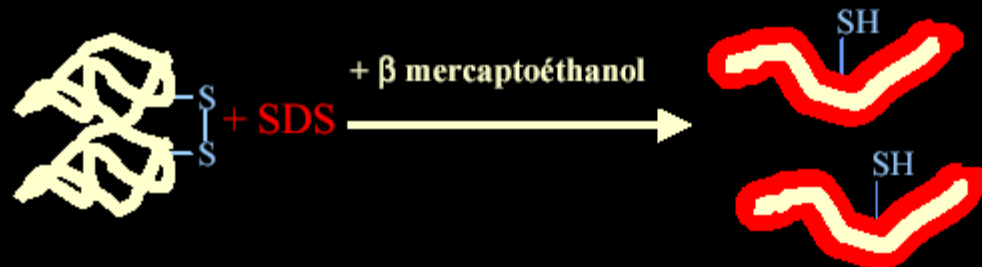 SH
+ β mercaptoéthanol
S
+ SDS
S
SH